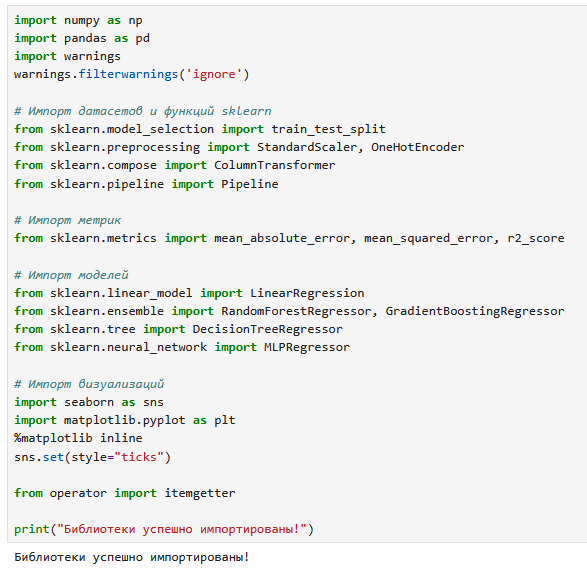 import numpy as np
import pandas as pd
import warnings
warnings.filterwarnings('ignore')
# Импорт датасетов и функций sklearn
from sklearn.model_selection import train_test_split
from sklearn.preprocessing import StandardScaler, OneHotEncoder
from sklearn.compose import ColumnTransformer
from sklearn.pipeline import Pipeline
# Импорт метрик
from sklearn.metrics import mean_absolute_error, mean_squared_error, r2_score
# Импорт моделей
from sklearn.linear_model import LinearRegression
from sklearn.ensemble import RandomForestRegressor, GradientBoostingRegressor
from sklearn.tree import DecisionTreeRegressor
from sklearn.neural_network import MLPRegressor
# Импорт визуализаций
import seaborn as sns
import matplotlib.pyplot as plt
%matplotlib inline
sns.set(style="ticks")
from operator import itemgetter
print("Библиотеки успешно импортированы!")
Библиотеки успешно импортированы!